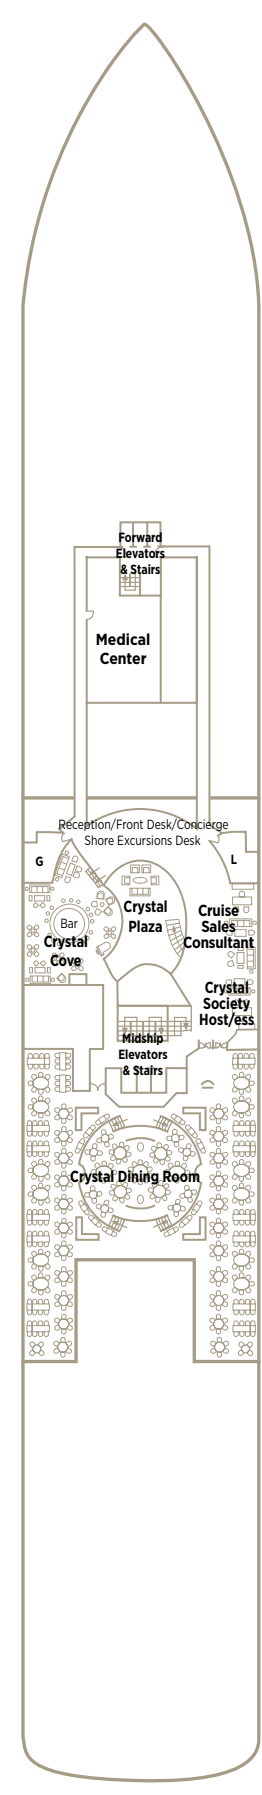 Forward
Elevators
& Stairs
Medical
Center
Reception/Front Desk/Concierge
Shore Excursions Desk
G
L
Crystal
Plaza
Bar
Crystal
Cove
Cruise
Sales
Consultant
Crystal
Society
Host/ess
Midship
Elevators
& Stairs
Crystal Dining Room